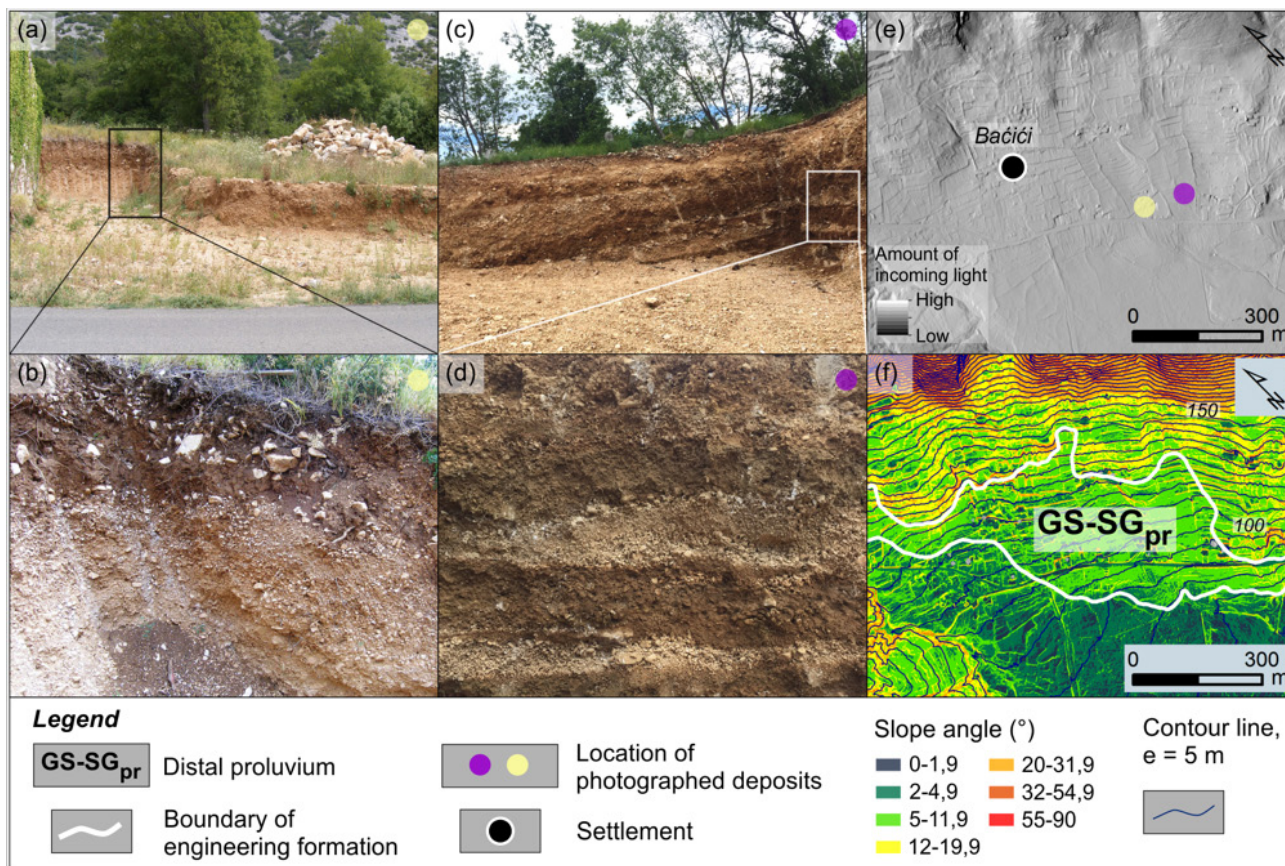 (a)
(c)
(e)
N
Baćići
Amount of
incoming light
High
Low
0
300
m
(b)
(d)
(f)
N
150
GS-SGpr
100
0
300
m
Legend
GS-SGpr
Distal proluvium
Boundary of
engineering formation
Location of
photographed deposits
Settlement
Slope angle (°)
0-1,9
2-4,9
5-11,9
12-19,9
20-31,9
32-54,9
55-90
Contour line,
e = 5 m